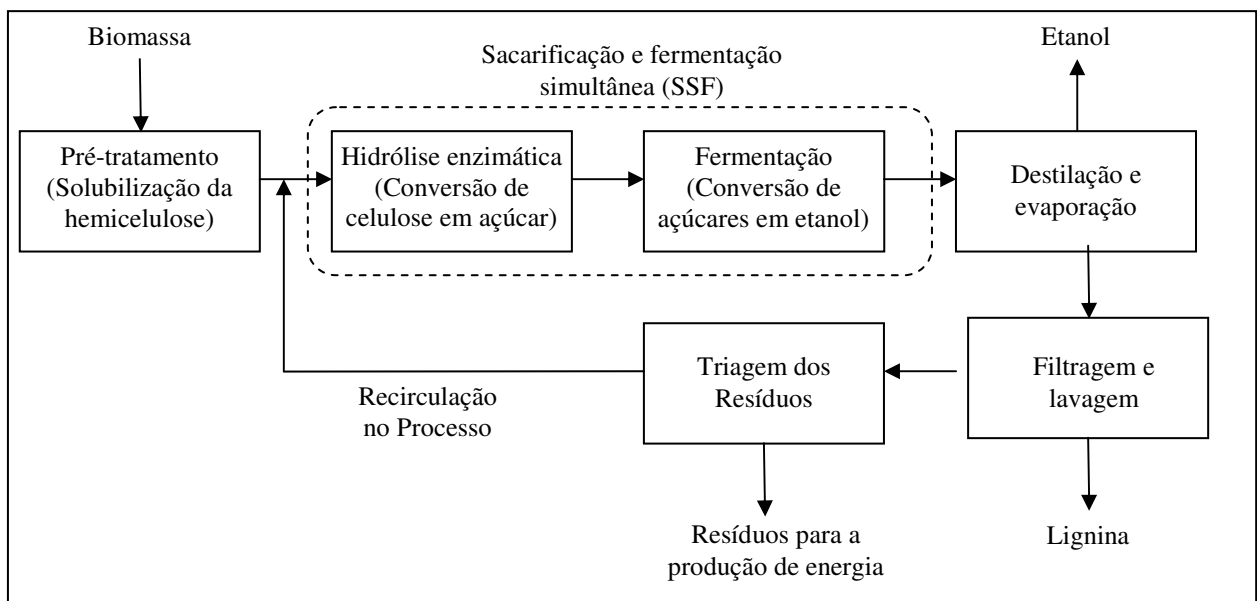 Biomassa
Etanol
Sacarificação e fermentação
simultânea (SSF)
Pré-tratamento
(Solubilização da
hemicelulose)
Hidrólise enzimática
(Conversão de
celulose em açúcar)
Fermentação
(Conversão de
açúcares em etanol)
Destilação e
evaporação
Triagem dos
Resíduos
Filtragem e
lavagem
Recirculação
no Processo
Resíduos para a
produção de energia
Lignina